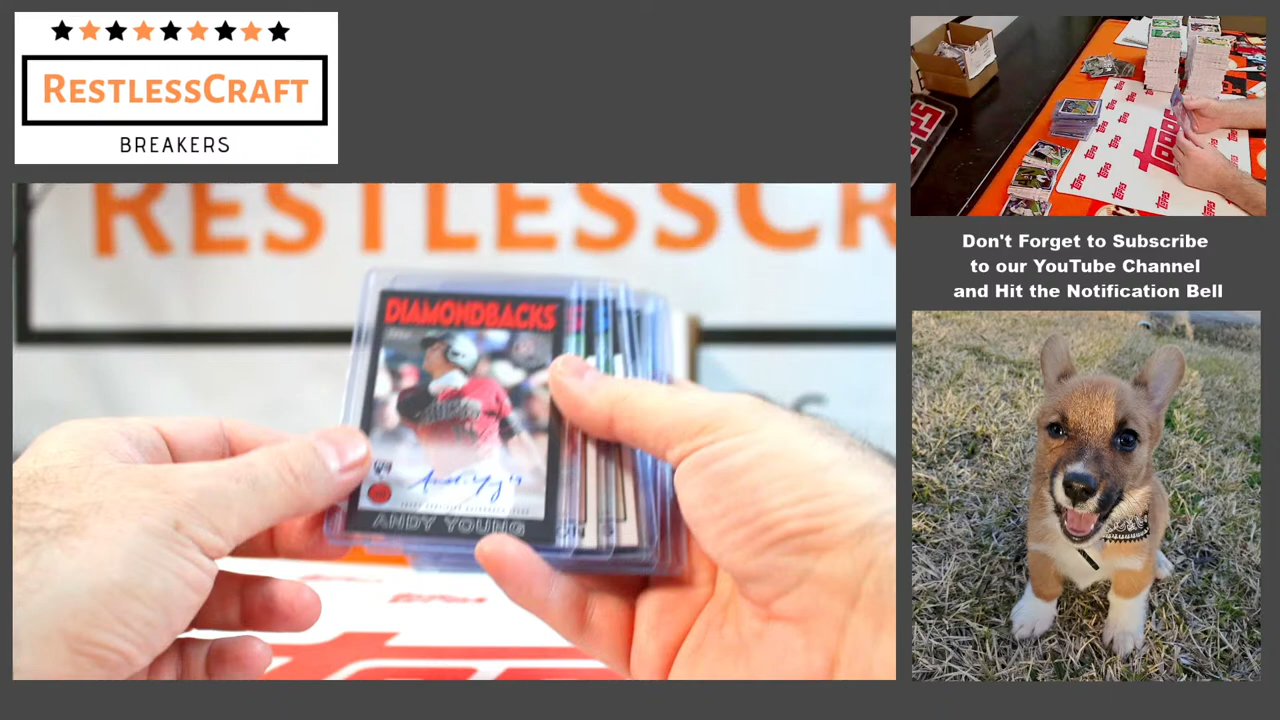 RESTLESSCRAFT
BREAKERS
RESTLESSCR
DIAMONDBACKS
ANDY YOUNG
Topps
Don't Forget to Subscribe
to our YouTube Channel
and Hit the Notification Bell